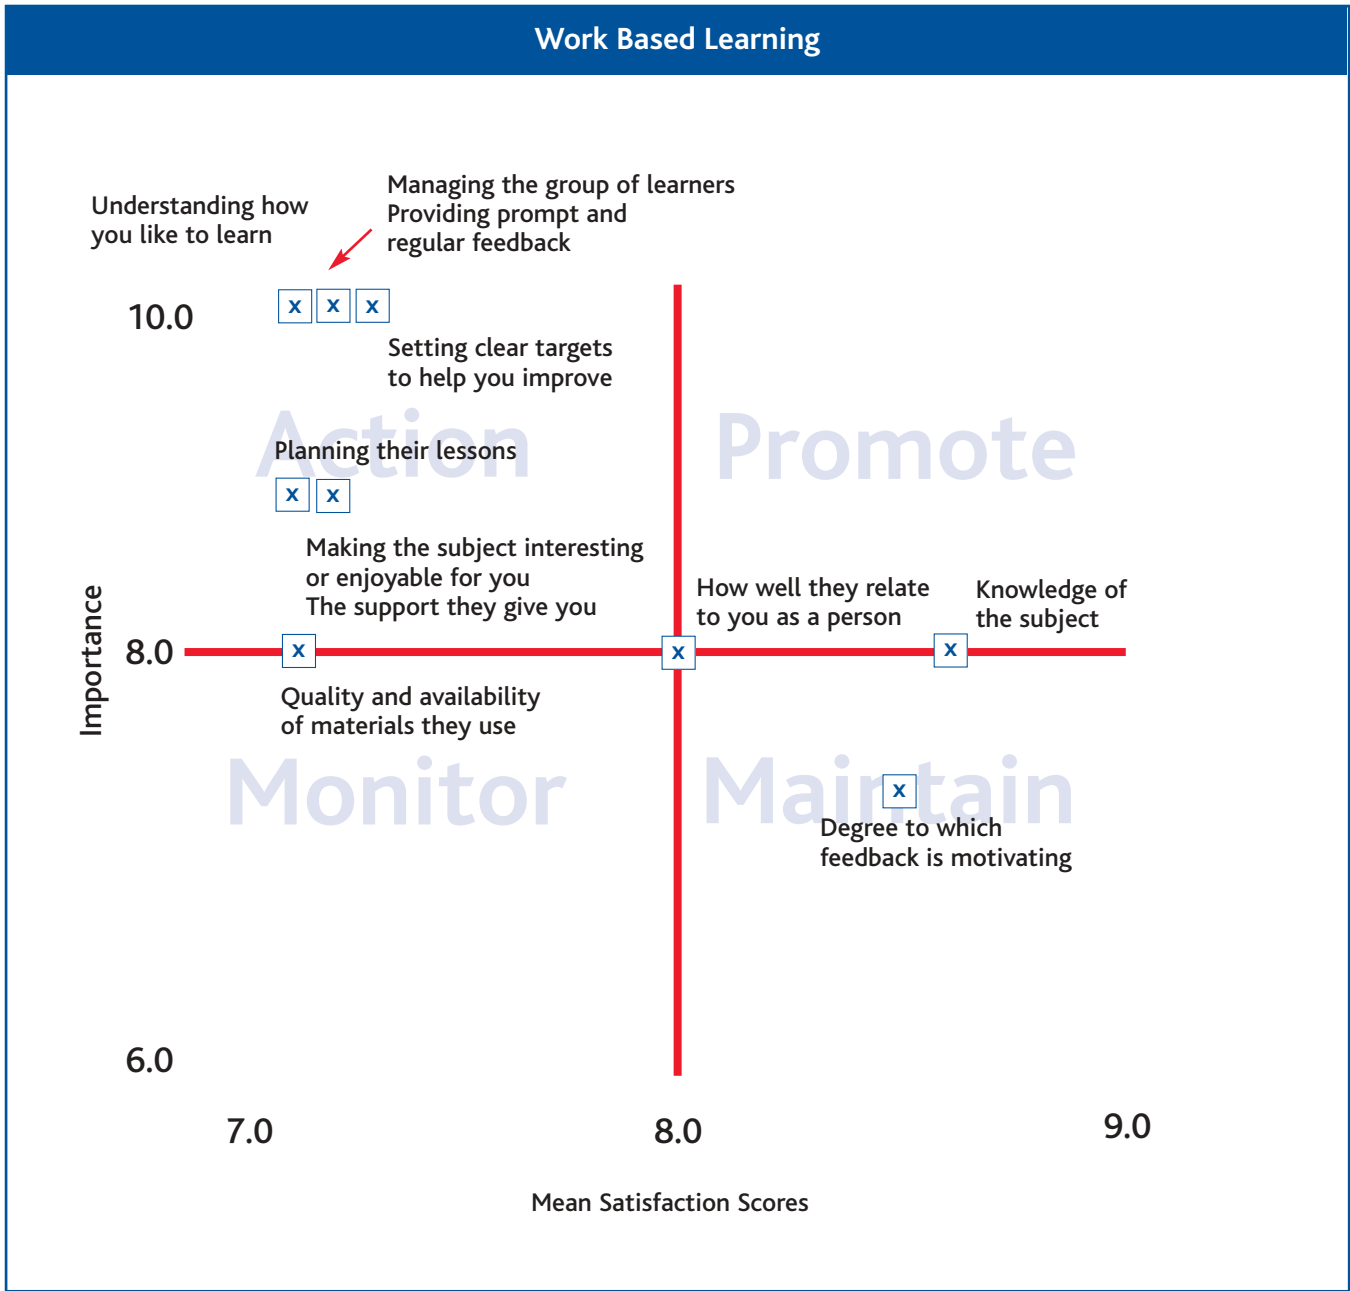 Work Based Learning
Understanding how
you like to learn
Managing the group of learners
Providing prompt and
regular feedback
10.0
x x x
Setting clear targets
to help you improve
Action
Promote
Planning their lessons
x x
Making the subject interesting
or enjoyable for you
The support they give you
How well they relate
to you as a person
Knowledge of
the subject
Importance
8.0
x
x
x
Quality and availability
of materials they use
Monitor
Maintain
x
Degree to which
feedback is motivating
6.0
7.0
8.0
9.0
Mean Satisfaction Scores